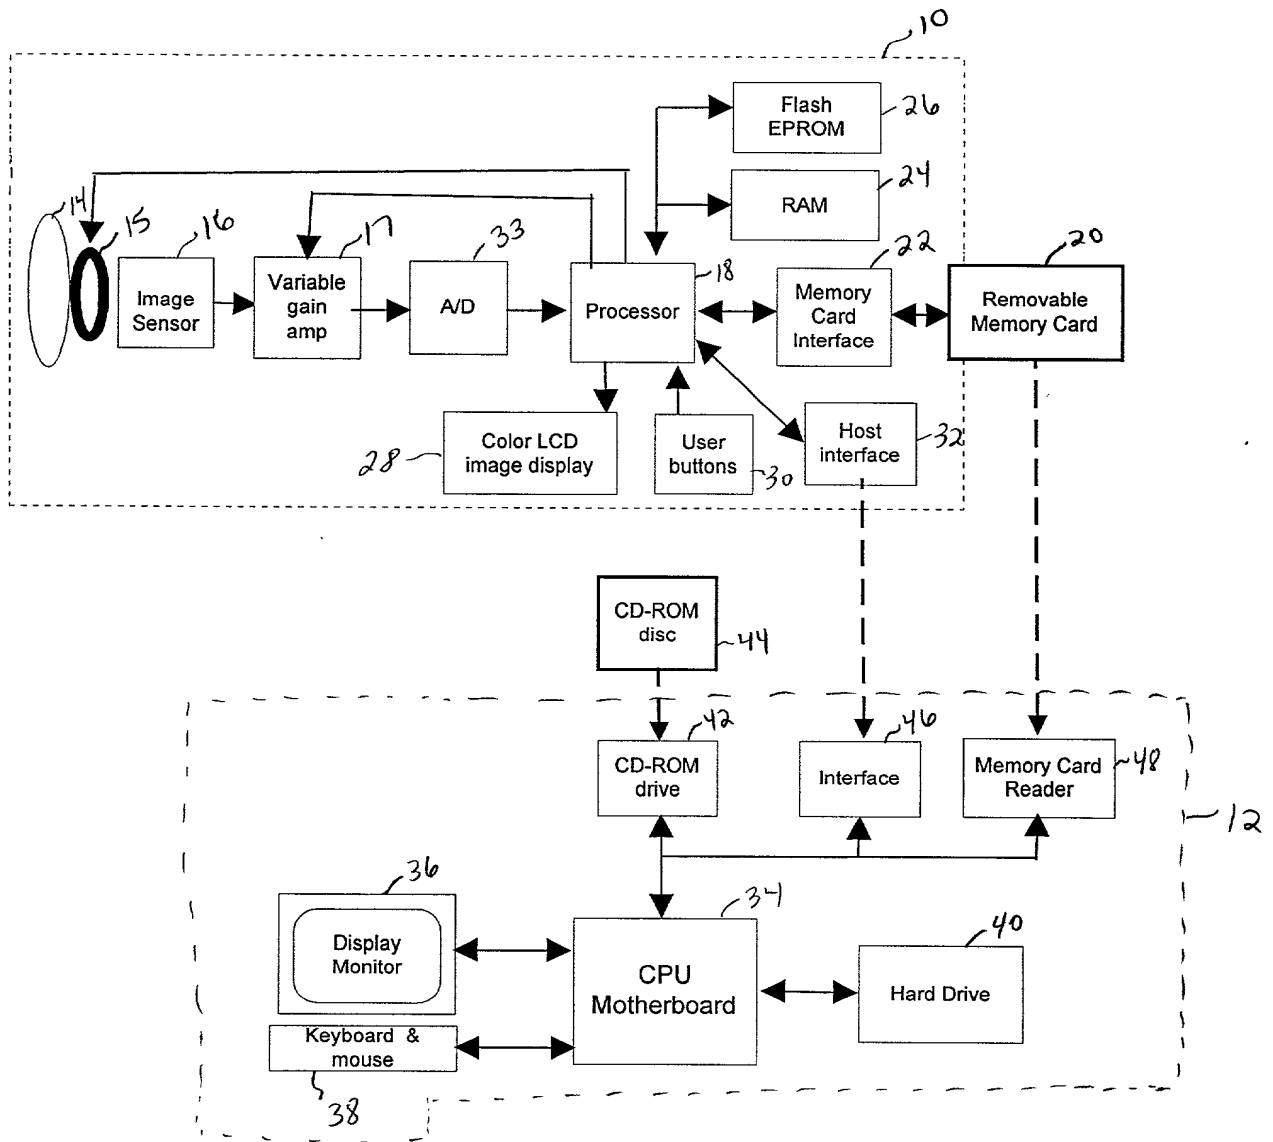 10
Flash
EPROM
26
RAM
24
14
15
16
17
33
18
22
20
Image
Sensor
Variable
gain
amp
A/D
Processor
Memory
Card
Interface
Removable
Memory Card
28
Color LCD
image display
User
buttons
30
Host
interface
32
CD-ROM
disc
44
42
46
CD-ROM
drive
Interface
Memory Card
Reader
48
12
36
34
40
Display
Monitor
CPU
Motherboard
Hard Drive
Keyboard &
mouse
38